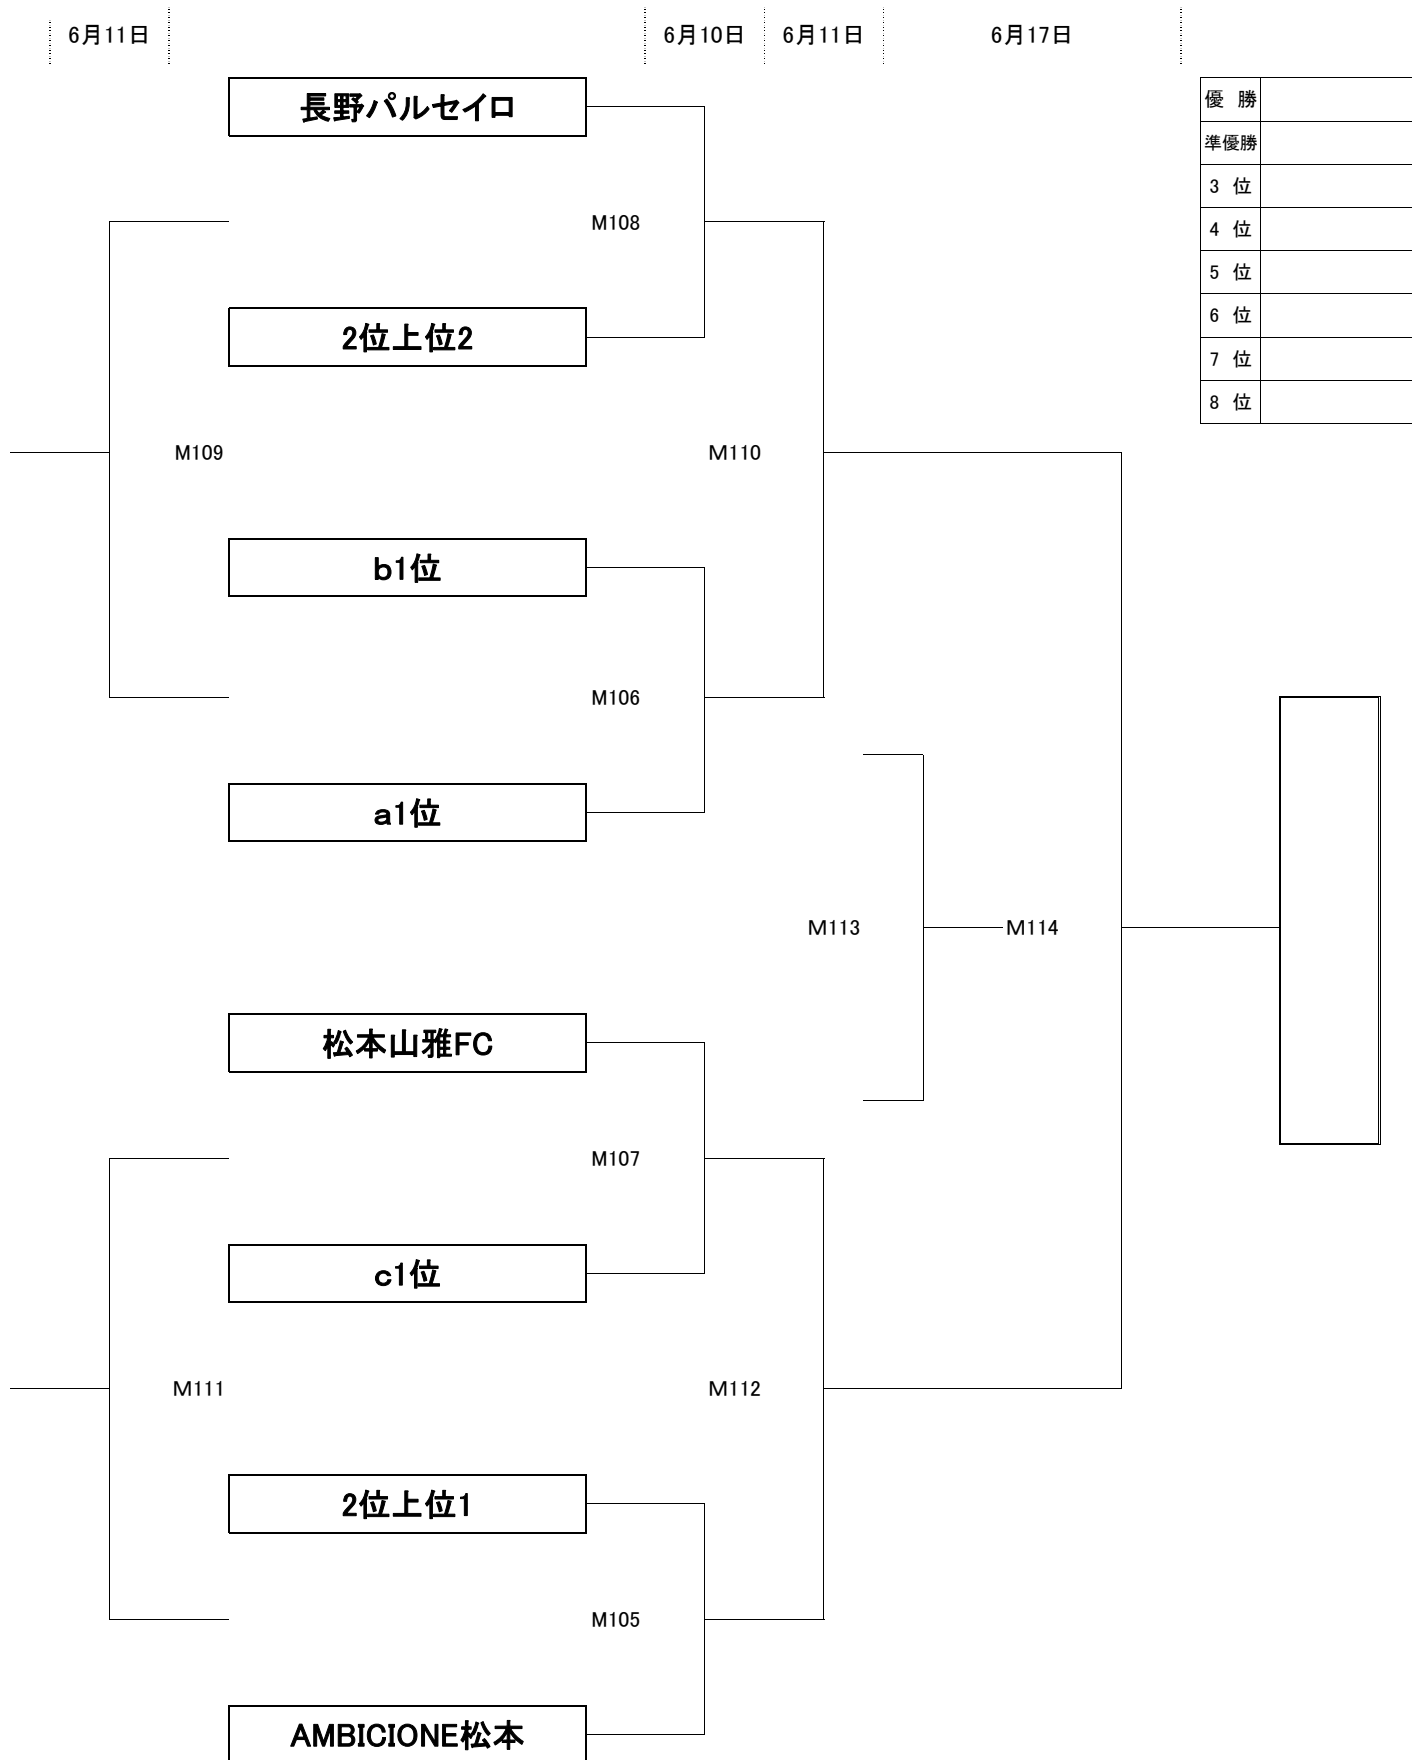 6月11日 6月10日 6月11日 6月17日
長野パルセイロ
優 勝
準優勝
3 位
M108
4 位
5 位
6 位
2位上位2
7 位
8 位
M109 M110
b1位
M106
a1位
M113 M114
松本山雅FC
M107
c1位
M111 M112
2位上位1
M105
AMBICIONE松本